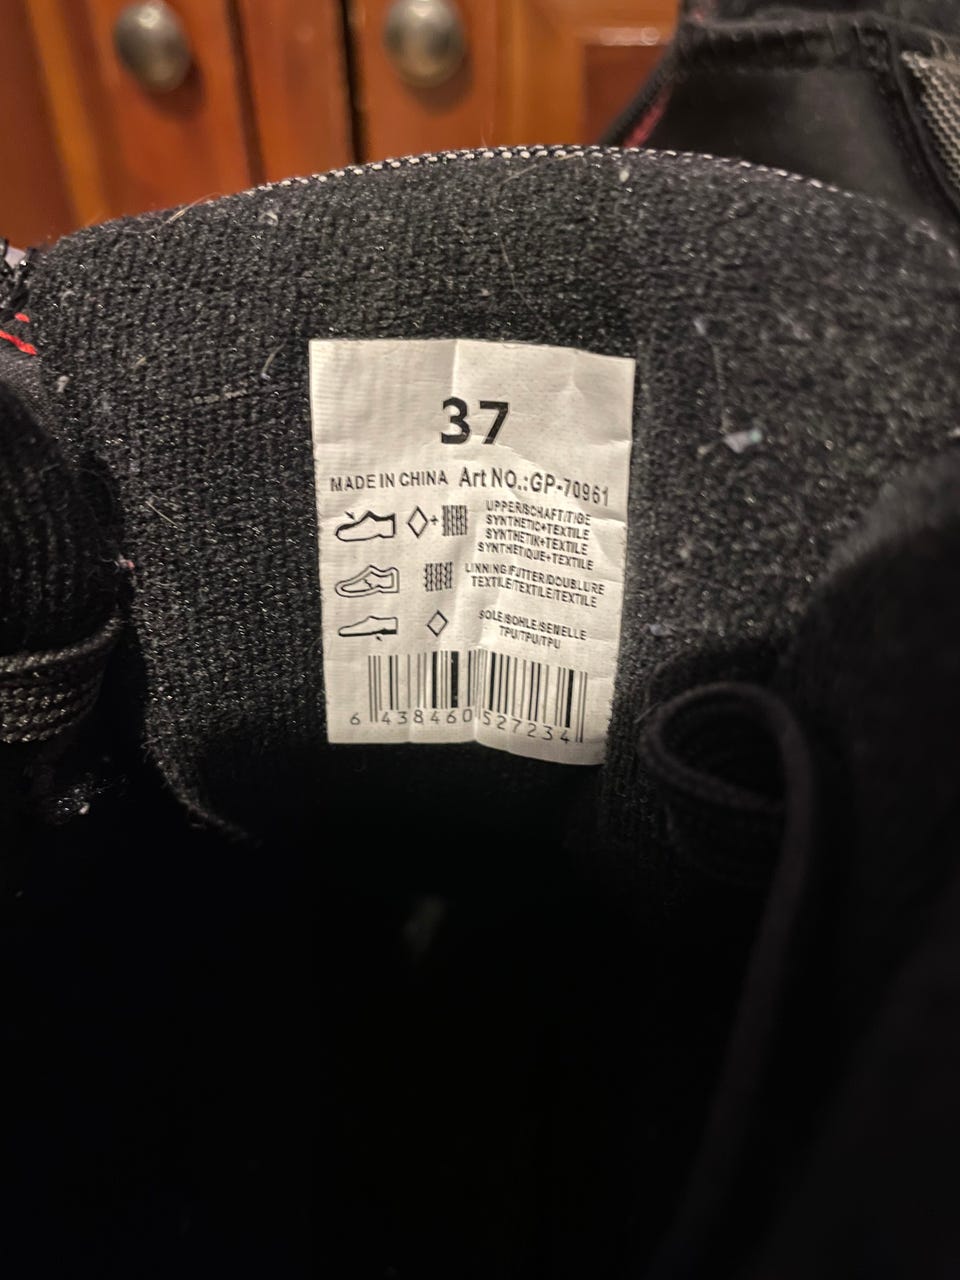 37
MADE IN CHINA Art NO.:GP-70961
UPPER/SCHAFT/TIGE
SYNTHETIC+TEXTILE
SYNTHETIK+TEXTILE
SYNTHETIQUE+TEXTILE
LINNING/FUTTER/DOUBLURE
TEXTILE/TEXTILE/TEXTILE
SOLE/SOHLE/SEMELLE
TPU/TPU/TPU
6 438460 527234